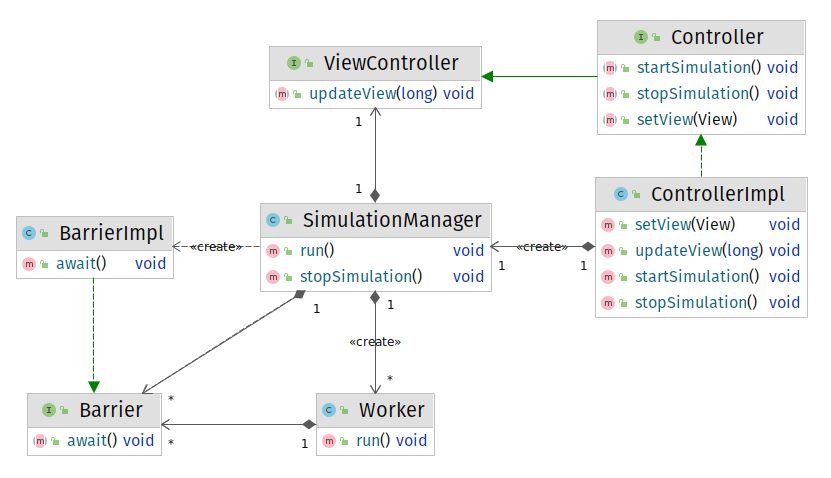 I Controller
m startSimulation() void
m stopSimulation() void
m setView(View) void
I ViewController
m updateView(long) void
1
1
C ControllerImpl
m setView(View) void
m updateView(long) void
m startSimulation() void
m stopSimulation() void
C SimulationManager
m run() void
m stopSimulation() void
C BarrierImpl
m await() void
«create»
«create»
1
1
1
1
«create»
*
*
I Barrier
m await() void
*
1
C Worker
m run() void